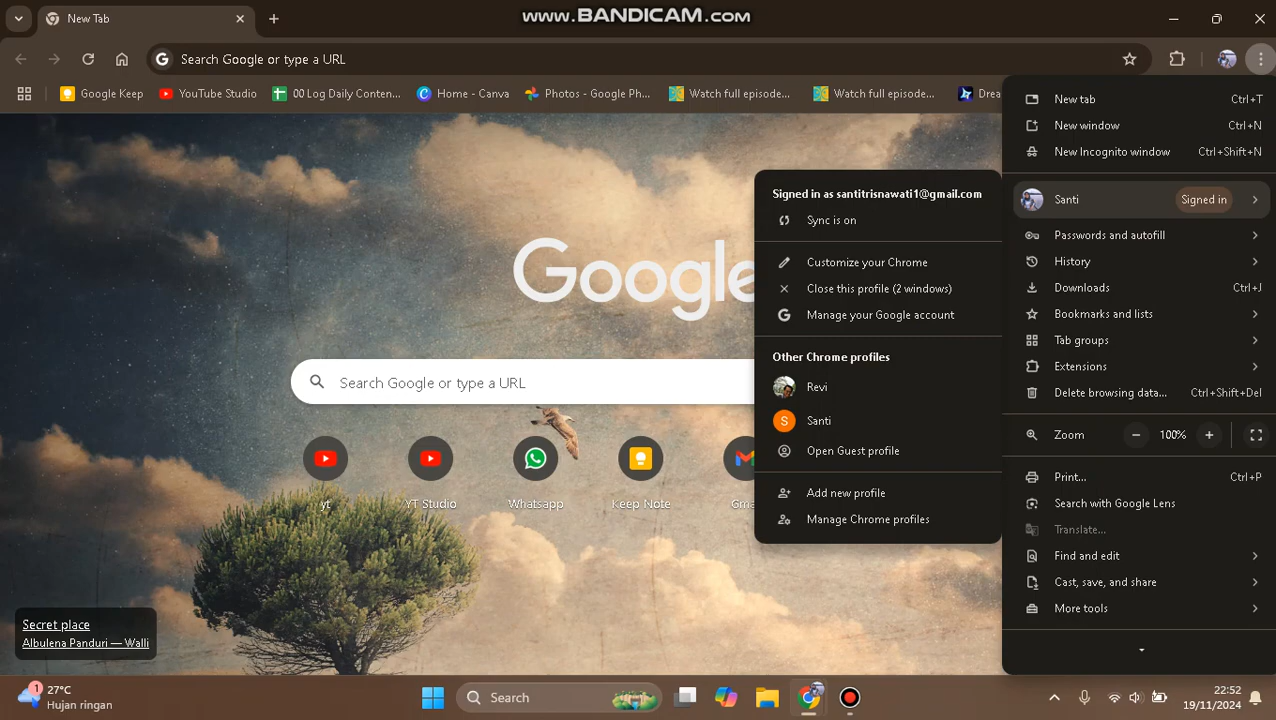 www.BANDICAM.com
New Tab
Search Google or type a URL
Google Keep
YouTube Studio
00 Log Daily Conten...
Home - Canva
Photos - Google Ph...
Watch full episode...
Watch full episode...
Drea
Google
Search Google or type a URL
yt
YT Studio
Whatsapp
Keep Note
Gma
Secret place
Albulena Panduri — Walli
Signed in as santitrisnawati1@gmail.com
Sync is on
Customize your Chrome
Close this profile (2 windows)
Manage your Google account
Other Chrome profiles
Revi
S Santi
Open Guest profile
Add new profile
Manage Chrome profiles
New tab Ctrl+T
New window Ctrl+N
New Incognito window Ctrl+Shift+N
Santi Signed in
Passwords and autofill
History
Downloads Ctrl+J
Bookmarks and lists
Tab groups
Extensions
Delete browsing data... Ctrl+Shift+Del
Zoom 100%
Print... Ctrl+P
Search with Google Lens
Translate...
Find and edit
Cast, save, and share
More tools
1
27°C
Hujan ringan
Search
22:52
19/11/2024